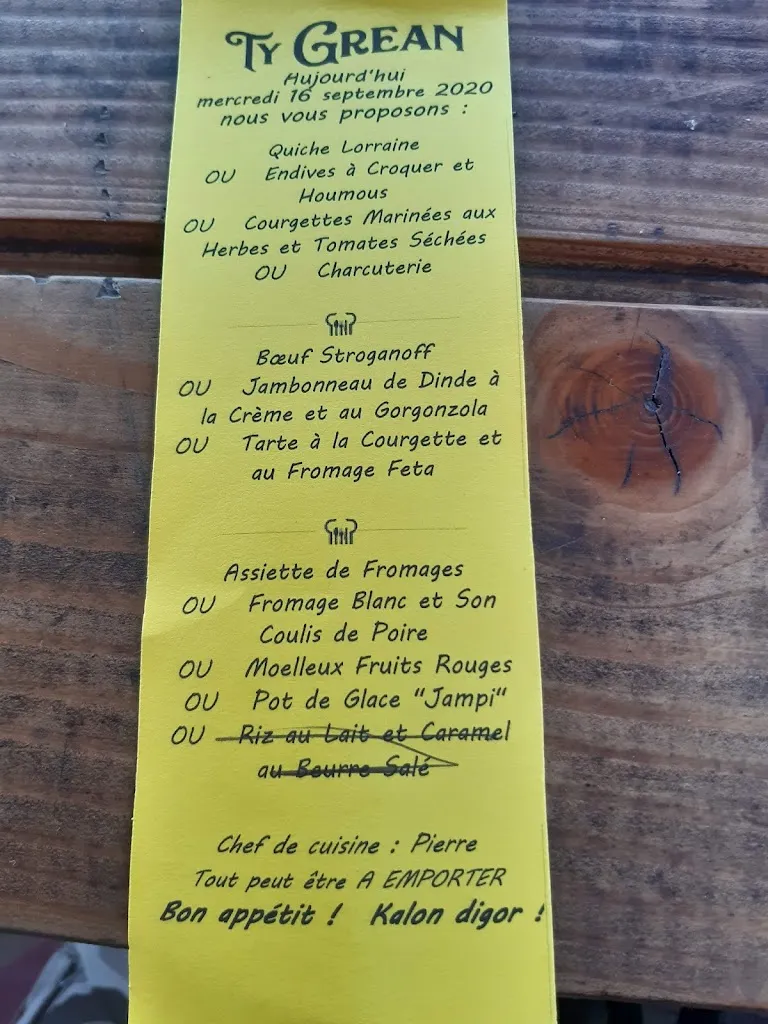 TY GREAN
Aujourd'hui
mercredi 16 septembre 2020
nous vous proposons :
Quiche Lorraine
OU Endives à Croquer et
Houmous
OU Courgettes Marinées aux
Herbes et Tomates Séchées
OU Charcuterie
Bœuf Stroganoff
OU Jambonneau de Dinde à
la Crème et au Gorgonzola
OU Tarte à la Courgette et
au Fromage Feta
Assiette de Fromages
OU Fromage Blanc et Son
Coulis de Poire
OU Moelleux Fruits Rouges
OU Pot de Glace "Jampi"
OU Riz au Lait et Caramel
au Beurre Salé
Chef de cuisine : Pierre
Tout peut être A EMPORTER
Bon appétit ! Kalon digor !